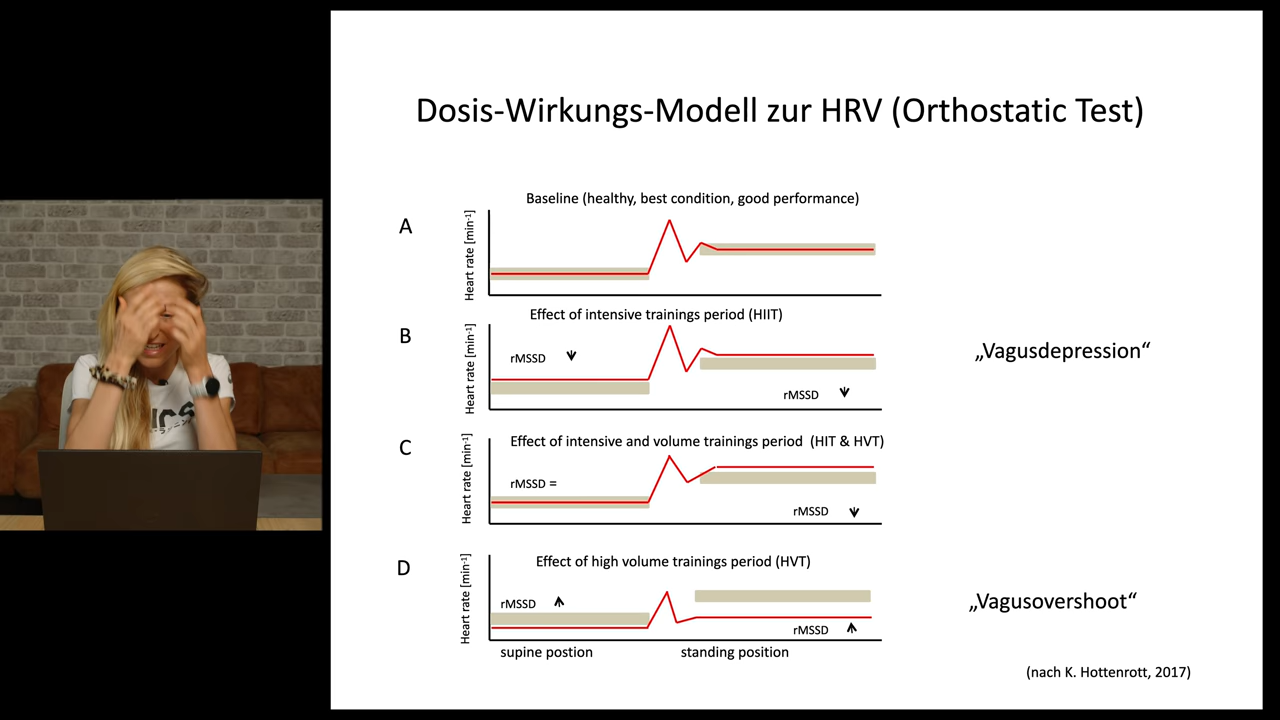 Dosis-Wirkungs-Modell zur HRV (Orthostatic Test)
Baseline (healthy, best condition, good performance)
A
Heart rate [min-1]
Effect of intensive trainings period (HIIT)
B
Heart rate [min-1]
rMSSD
rMSSD
„Vagusdepression“
Effect of intensive and volume trainings period (HIT & HVT)
C
Heart rate [min-1]
rMSSD =
rMSSD
Effect of high volume trainings period (HVT)
D
Heart rate [min-1]
rMSSD
rMSSD
„Vagusovershoot“
supine postion
standing position
(nach K. Hottenrott, 2017)